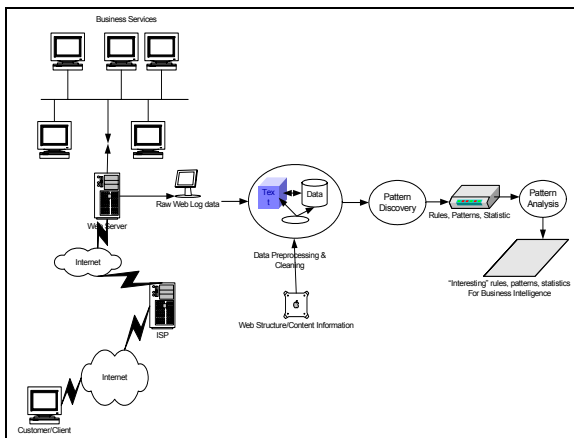 Business Services
Raw Web Log data
Web Server
Tex
t
Data
Data Preprocessing &
Cleaning
Pattern
Discovery
Rules, Patterns, Statistic
Pattern
Analysis
"Interesting" rules, patterns, statistics
For Business Intelligence
Web Structure/Content Information
Internet
ISP
Internet
Customer/Client